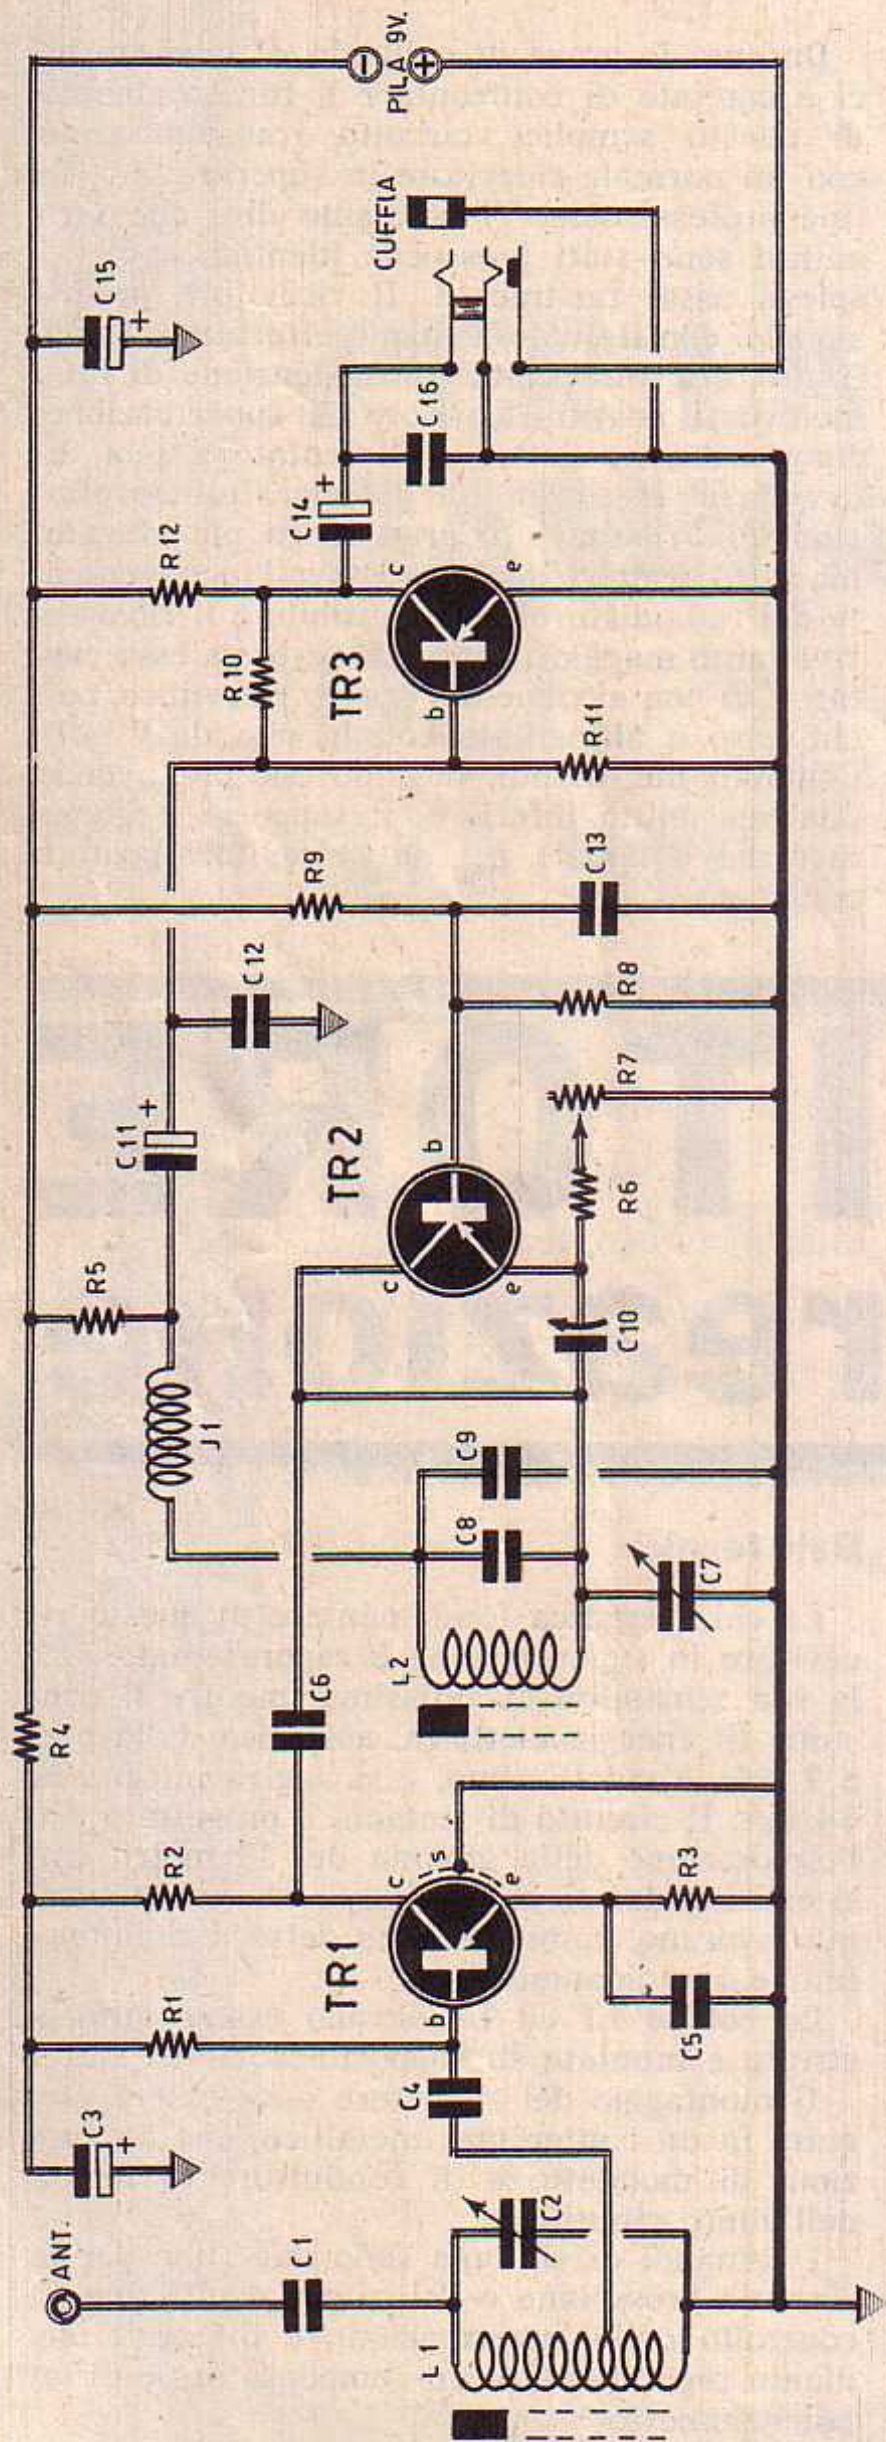 ANT.
C3
+
R1
R2
R4
R5
C11
+
C12
R9
R10
R12
C15
+
C1
C4
TR1
b
c
s
e
C6
J1
TR2
c
b
e
TR3
b
c
e
C14
+
C16
CUFFIA
PILA 9V.
−
+
L1
C2
C5
R3
L2
C8
C9
C7
C10
R6
R7
R8
C13
R11